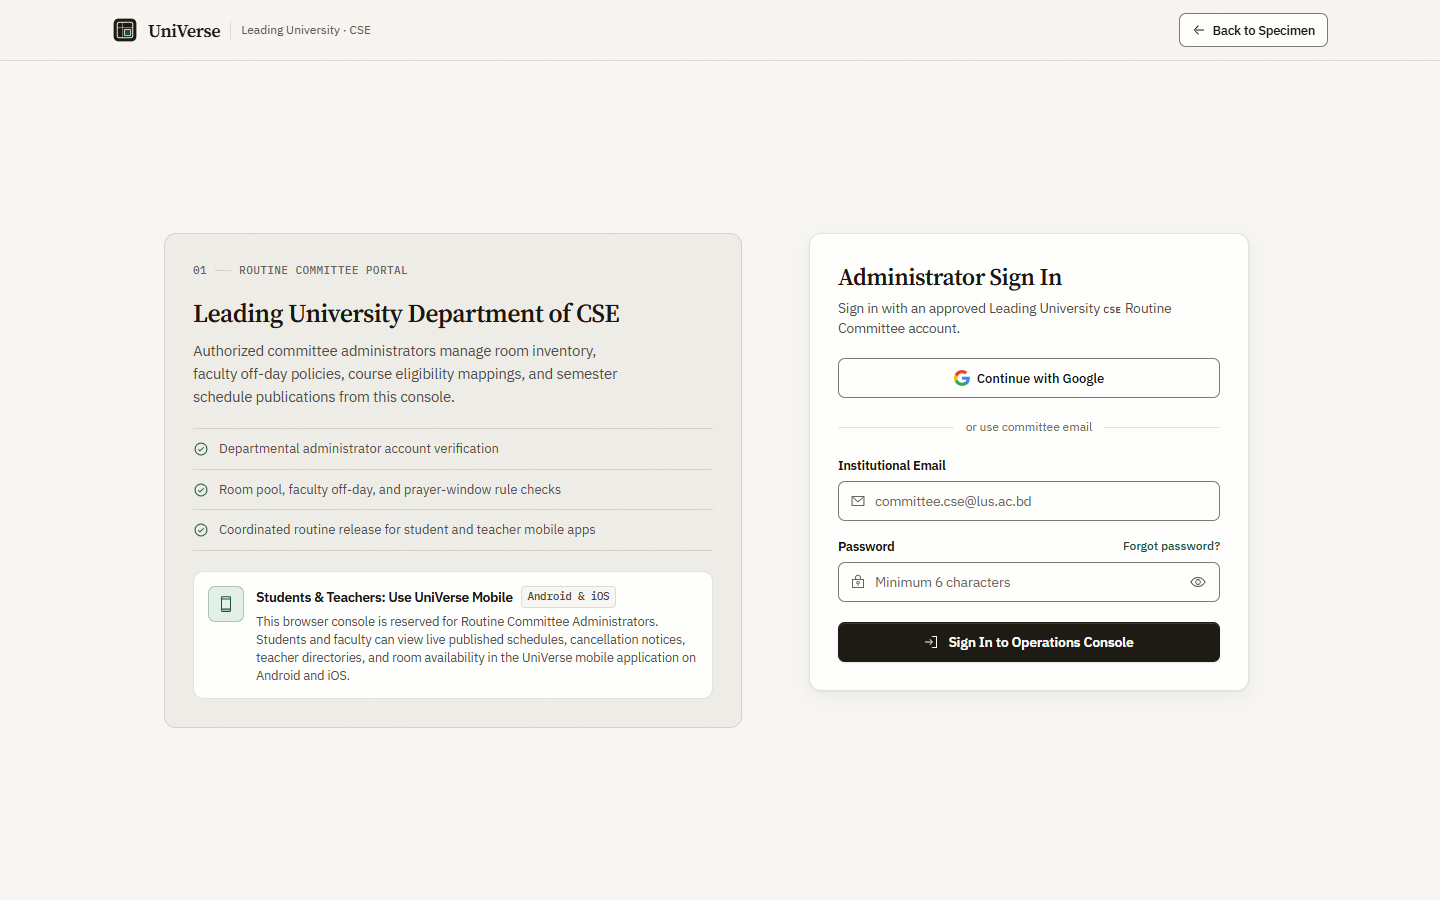 UniVerse
Leading University · CSE
Back to Specimen
01 — ROUTINE COMMITTEE PORTAL
Leading University Department of CSE
Authorized committee administrators manage room inventory,
faculty off-day policies, course eligibility mappings, and semester
schedule publications from this console.
Departmental administrator account verification
Room pool, faculty off-day, and prayer-window rule checks
Coordinated routine release for student and teacher mobile apps
Students & Teachers: Use UniVerse Mobile Android & iOS
This browser console is reserved for Routine Committee Administrators.
Students and faculty can view live published schedules, cancellation notices,
teacher directories, and room availability in the UniVerse mobile application on
Android and iOS.
Administrator Sign In
Sign in with an approved Leading University CSE Routine
Committee account.
Continue with Google
or use committee email
Institutional Email
committee.cse@lus.ac.bd
Password Forgot password?
Minimum 6 characters
Sign In to Operations Console